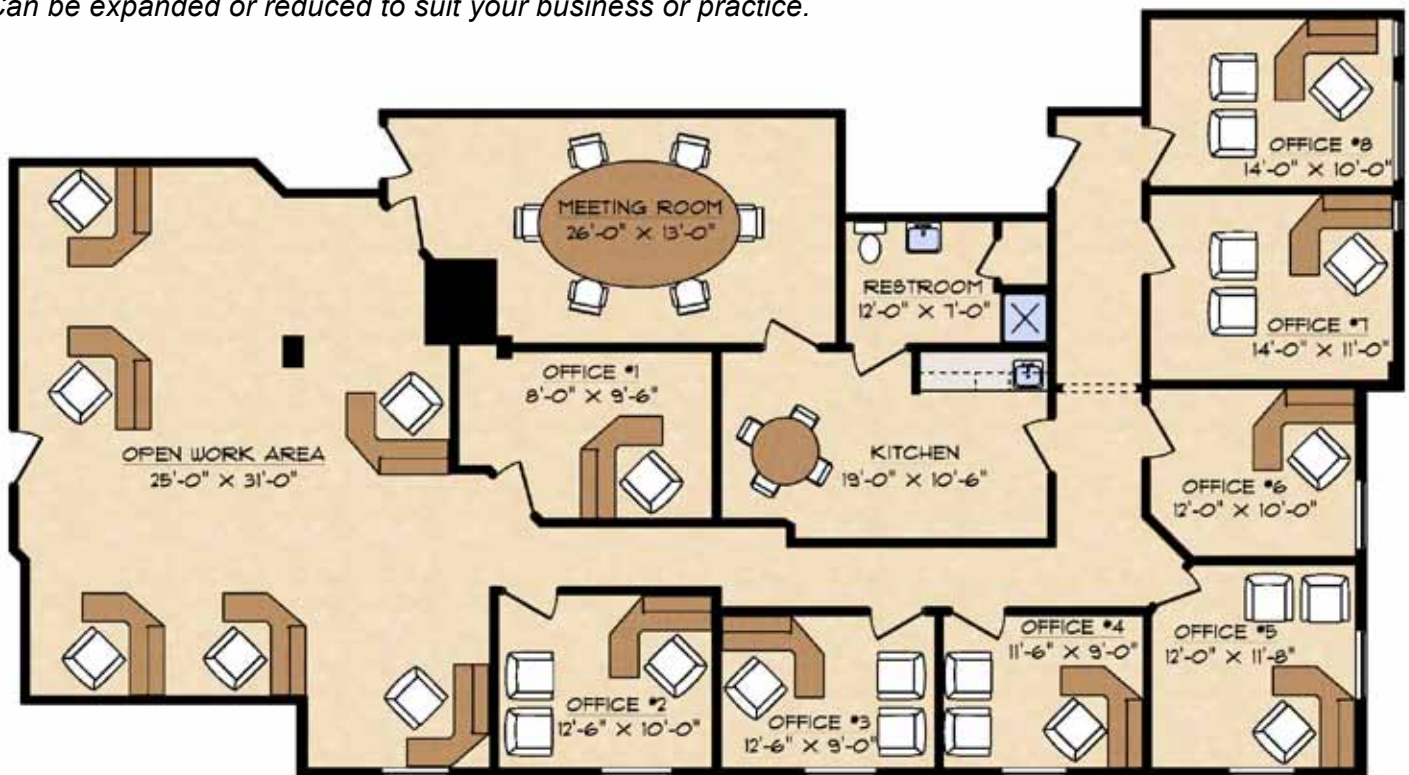 Can be expanded or reduced to suit your business or practice.
OFFICE #8
14'-0" X 10'-0"
MEETING ROOM
26'-0" X 13'-0"
RESTROOM
12'-0" X 7'-0"
OFFICE #7
14'-0" X 11'-0"
OFFICE #1
8'-0" X 9'-6"
OPEN WORK AREA
25'-0" X 31'-0"
KITCHEN
19'-0" X 10'-6"
OFFICE #6
12'-0" X 10'-0"
OFFICE #5
12'-0" X 11'-8"
OFFICE #4
11'-6" X 9'-0"
OFFICE #2
12'-6" X 10'-0"
OFFICE #3
12'-6" X 9'-0"